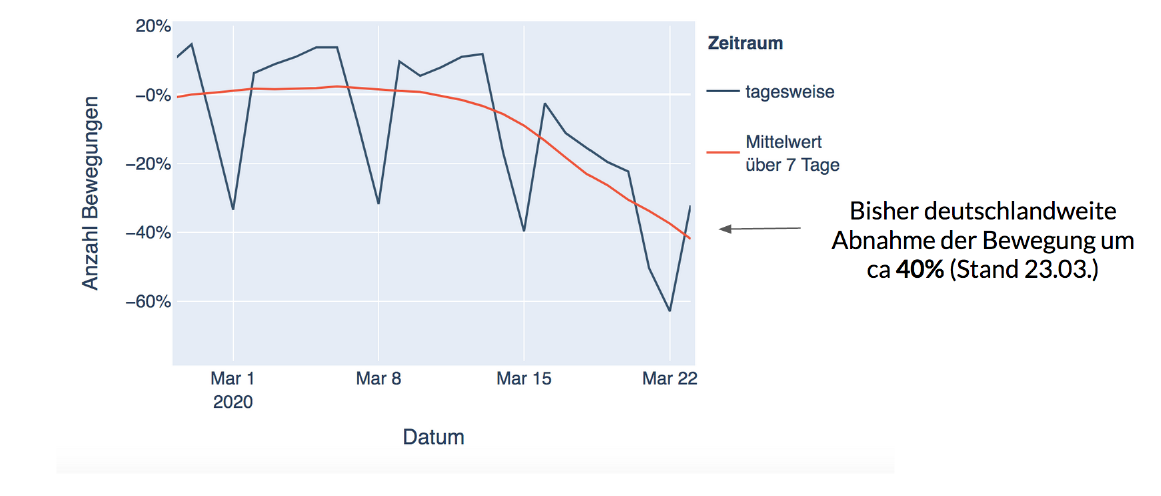 20%
−0%
−20%
−40%
−60%
Anzahl Bewegungen
Mar 1
2020
Mar 8
Mar 15
Mar 22
Datum
Zeitraum
tagesweise
Mittelwert
über 7 Tage
Bisher deutschlandweite
Abnahme der Bewegung um
ca 40% (Stand 23.03.)